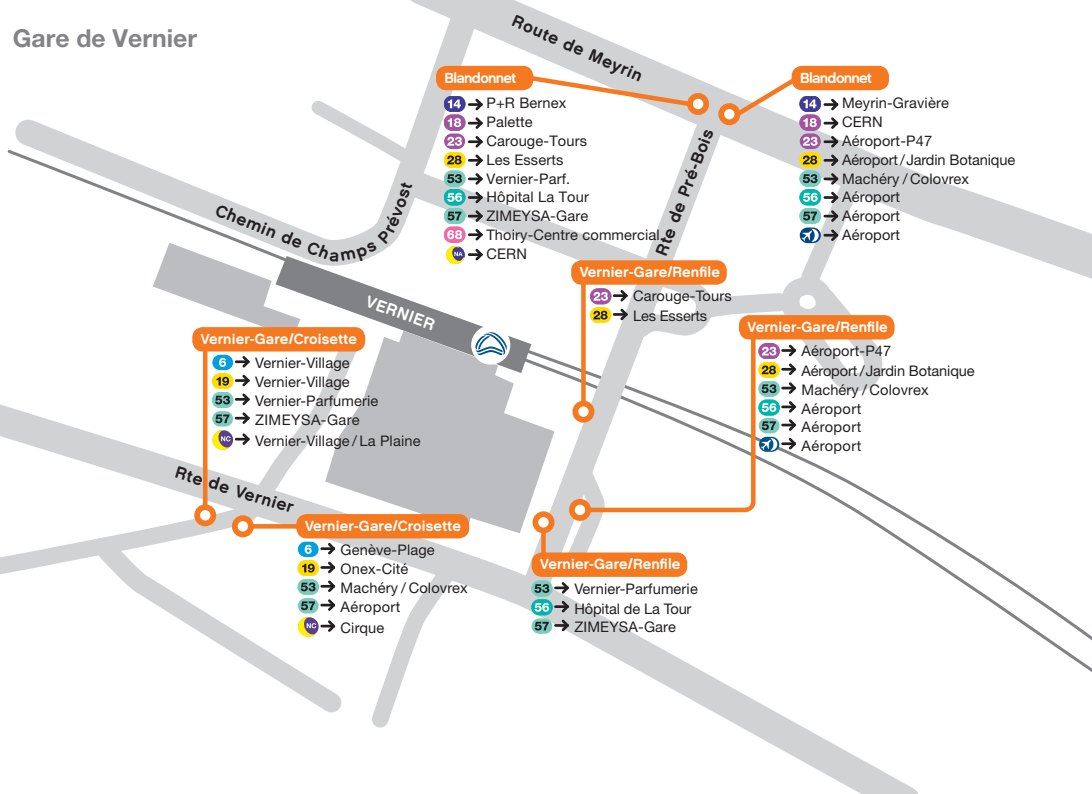 Gare de Vernier
Route de Meyrin
Blandonnet
14 → P+R Bernex
18 → Palette
23 → Carouge-Tours
28 → Les Esserts
53 → Vernier-Parf.
56 → Hôpital La Tour
57 → ZIMEYSA-Gare
68 → Thoiry-Centre commercial
NA → CERN
Blandonnet
14 → Meyrin-Gravière
18 → CERN
23 → Aéroport-P47
28 → Aéroport/Jardin Botanique
53 → Machéry/Colovrex
56 → Aéroport
57 → Aéroport
→ Aéroport
Rte de Pré-Bois
Chemin de Champs Prévost
VERNIER
Vernier-Gare/Renfile
23 → Carouge-Tours
28 → Les Esserts
Vernier-Gare/Renfile
23 → Aéroport-P47
28 → Aéroport/Jardin Botanique
53 → Machéry/Colovrex
56 → Aéroport
57 → Aéroport
→ Aéroport
Vernier-Gare/Croisette
6 → Vernier-Village
19 → Vernier-Village
53 → Vernier-Parfumerie
57 → ZIMEYSA-Gare
NC → Vernier-Village/La Plaine
Rte de Vernier
Vernier-Gare/Croisette
6 → Genève-Plage
19 → Onex-Cité
53 → Machéry/Colovrex
57 → Aéroport
NC → Cirque
Vernier-Gare/Renfile
53 → Vernier-Parfumerie
56 → Hôpital de La Tour
57 → ZIMEYSA-Gare